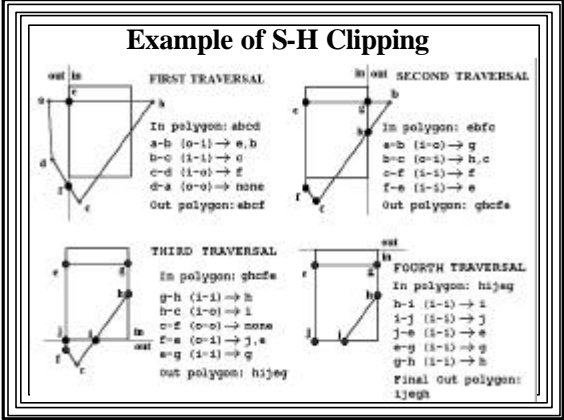 Example of S-H Clipping
out in
FIRST TRAVERSAL
e
a
b
In polygon: abcd
a-b (o-i)→ e,b
b-c (i-i)→ c
c-d (i-o)→ f
d-a (o-o)→ none
Out polygon: ebcf
d
f
c
in out
SECOND TRAVERSAL
b
e
g
h
In polygon: ebfc
e-b (i-o)→ g
b-c (o-i)→ h,c
c-f (i-i)→ f
f-e (i-i)→ e
Out polygon: ghcfe
f
c
THIRD TRAVERSAL
e
g
In polygon: ghcfe
h
g-h (i-i)→ h
h-c (i-o)→ i
c-f (o-o)→ none
f-e (o-i)→ j,e
e-g (i-i)→ g
Out polygon: hijeg
j
i
in
out
f
c
out
in
e
g
FOURTH TRAVERSAL
In polygon: hijeg
h
h-i (i-i)→ i
i-j (i-i)→ j
j-e (i-i)→ e
e-g (i-i)→ g
g-h (i-i)→ h
j
i
Final Out polygon:
ijegh